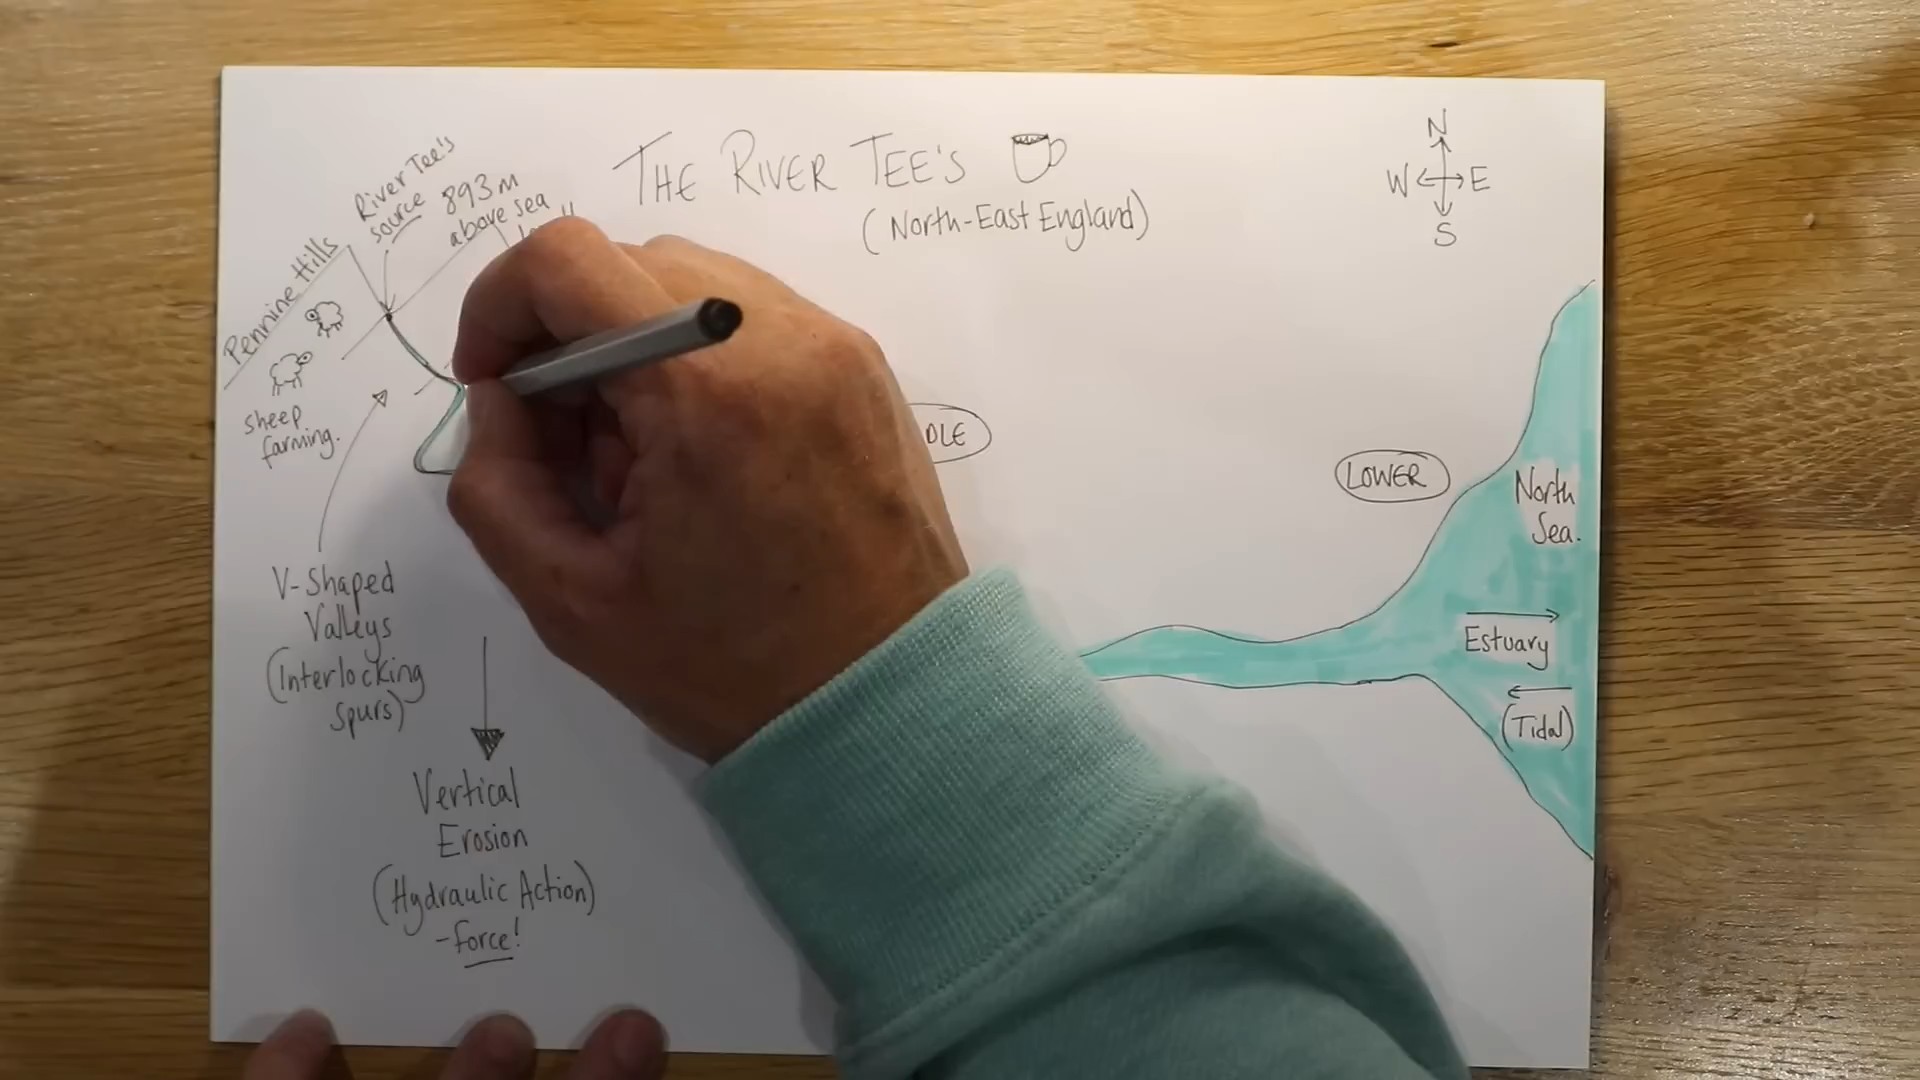 THE RIVER TEE'S
(North-East England)
N
W E
S
River Tee's
source
893m
above sea
Pennine Hills
sheep
farming.
V-Shaped
Valleys
(Interlocking
Spurs)
Vertical
Erosion
(Hydraulic Action)
-force!
DLE
LOWER
North
Sea.
Estuary
(Tidal)